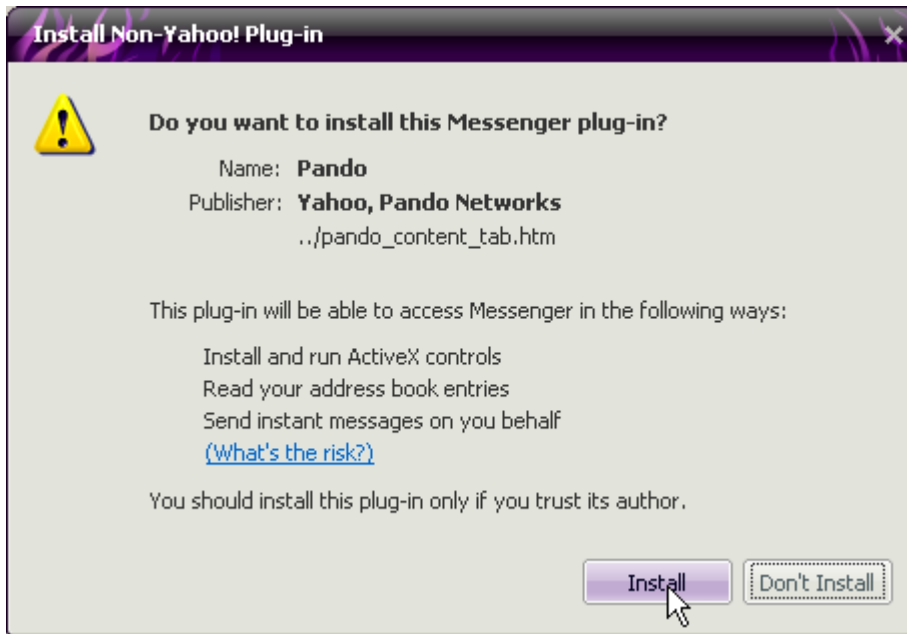 Install Non-Yahoo! Plug-in
Do you want to install this Messenger plug-in?
Name: Pando
Publisher: Yahoo, Pando Networks
../pando_content_tab.htm
This plug-in will be able to access Messenger in the following ways:
Install and run ActiveX controls
Read your address book entries
Send instant messages on you behalf
(What's the risk?)
You should install this plug-in only if you trust its author.
Install Don't Install